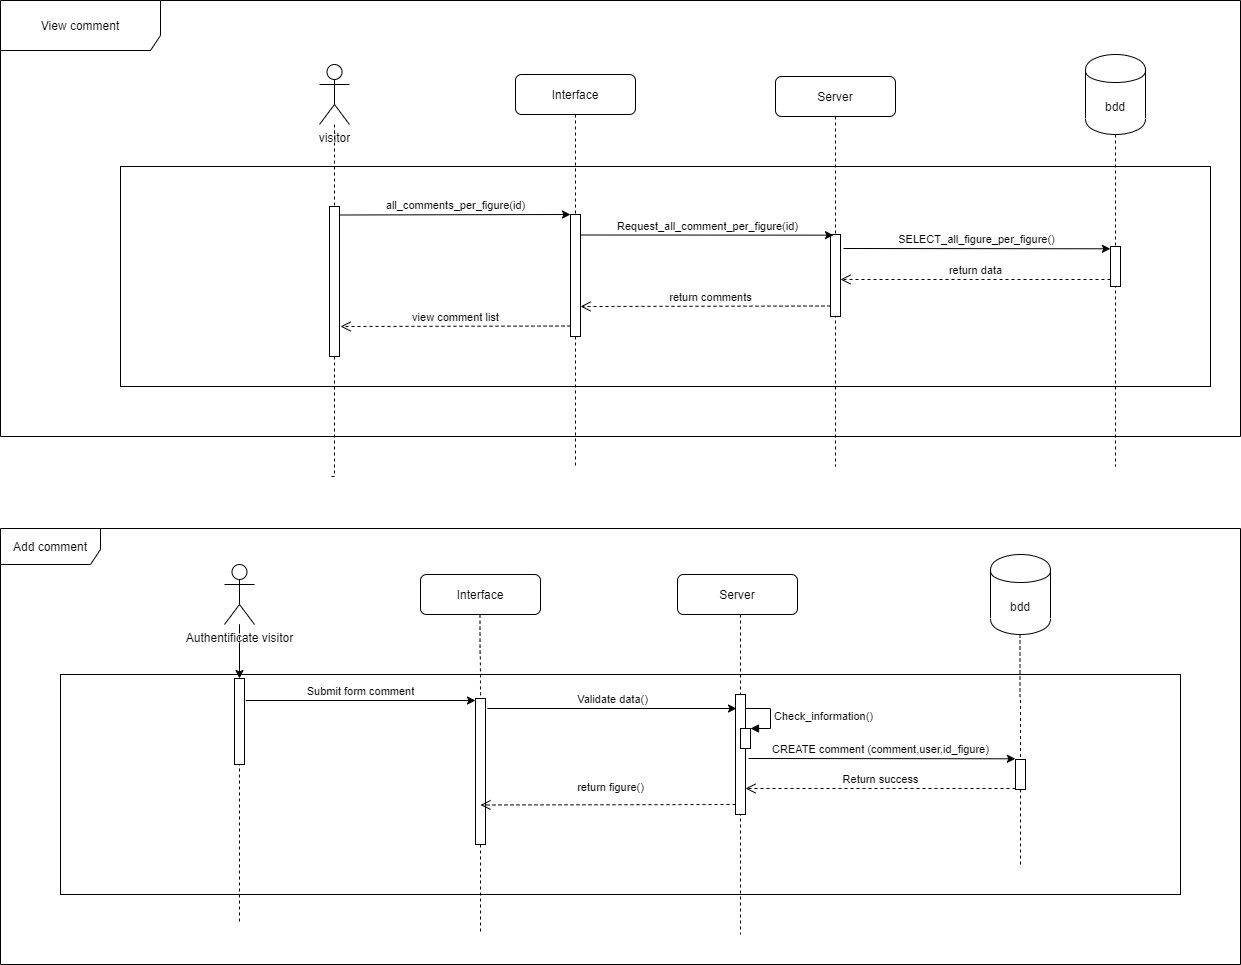 View comment
visitor
Interface
Server
bdd
all_comments_per_figure(id)
Request_all_comment_per_figure(id)
SELECT_all_figure_per_figure()
return data
return comments
view comment list
Add comment
Authentificate visitor
Interface
Server
bdd
Submit form comment
Validate data()
Check_information()
CREATE comment (comment,user,id_figure)
Return success
return figure()